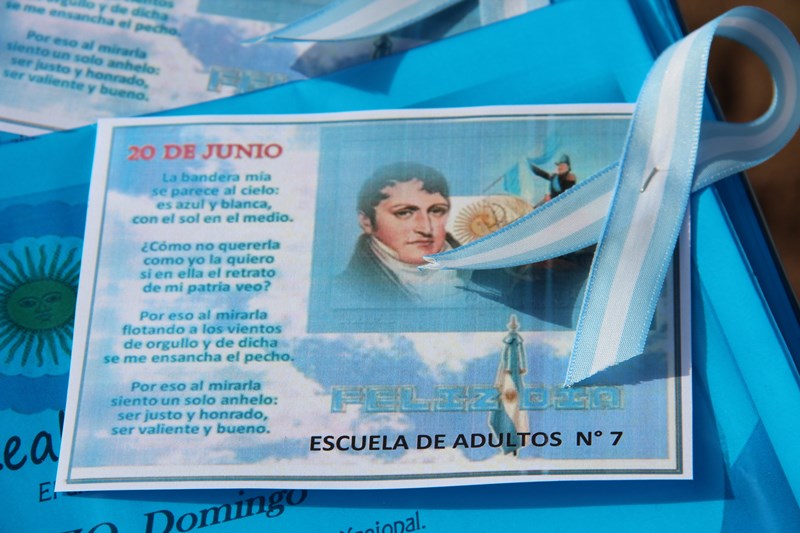 se me ensancha el pecho.
Por eso al mirarla
siento un solo anhelo:
ser justo y honrado,
ser valiente y bueno.
20 DE JUNIO
La bandera mía
se parece al cielo:
es azul y blanca,
con el sol en el medio.
¿Cómo no quererla
como yo la quiero
si en ella el retrato
de mi patria veo?
Por eso al mirarla
flotando a los vientos
de orgullo y de dicha
se me ensancha el pecho.
Por eso al mirarla
siento un solo anhelo:
ser justo y honrado,
ser valiente y bueno.
FELIZ DIA
ESCUELA DE ADULTOS N° 7
Domingo